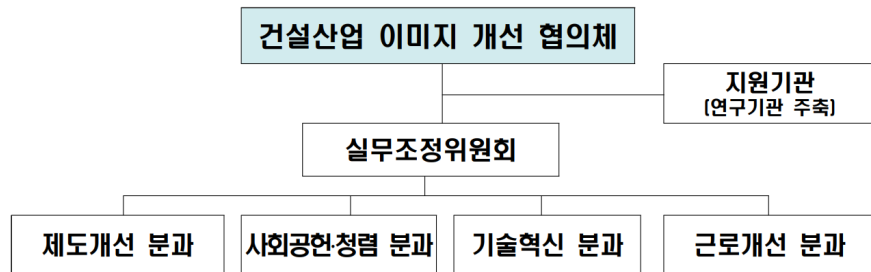 건설산업 이미지 개선 협의체
지원기관
(연구기관 주축)
실무조정위원회
제도개선 분과
사회공헌·청렴 분과
기술혁신 분과
근로개선 분과